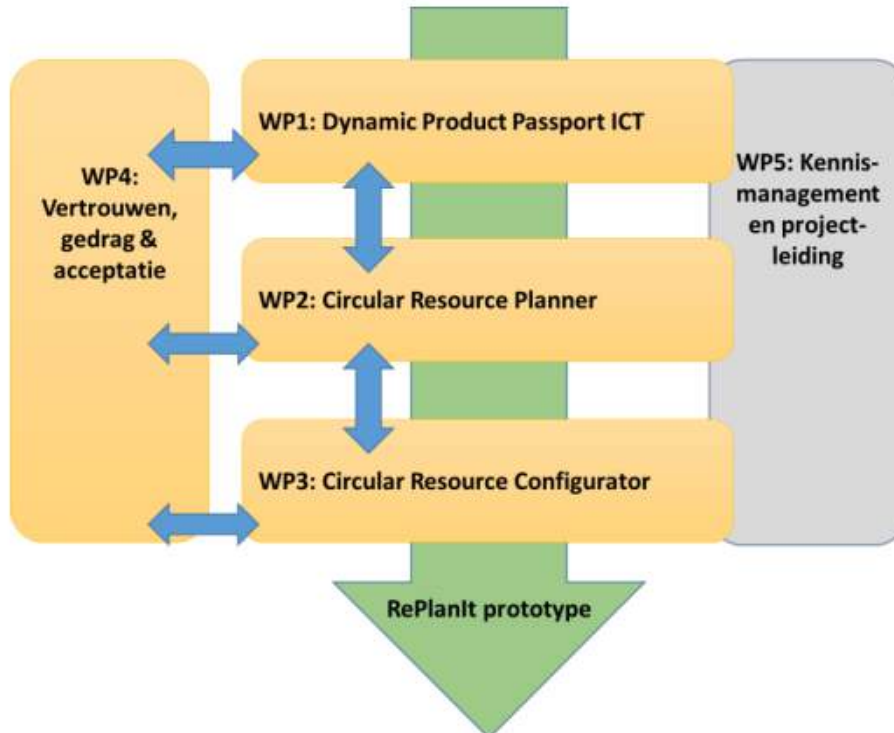 WP1: Dynamic Product Passport ICT
WP4:
Vertrouwen,
gedrag &
acceptatie
WP5: Kennis-
management
en project-
leiding
WP2: Circular Resource Planner
WP3: Circular Resource Configurator
RePlanIt prototype